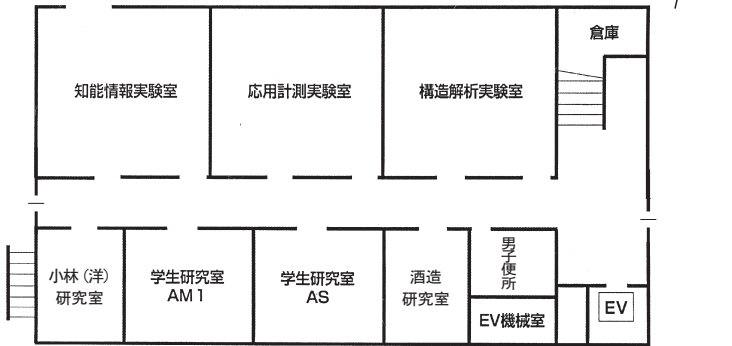 倉庫
知能情報実験室
応用計測実験室
構造解析実験室
小林(洋)
研究室
学生研究室
AM1
学生研究室
AS
酒造
研究室
男子便所
EV機械室
EV